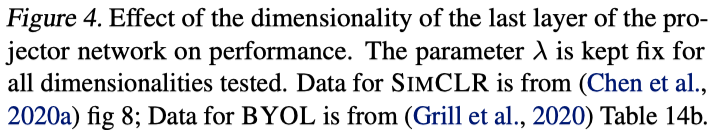 Figure 4. Effect of the dimensionality of the last layer of the pro-
jector network on performance. The parameter λ is kept fix for
all dimensionalities tested. Data for SIMCLR is from (Chen et al.,
2020a) fig 8; Data for BYOL is from (Grill et al., 2020) Table 14b.